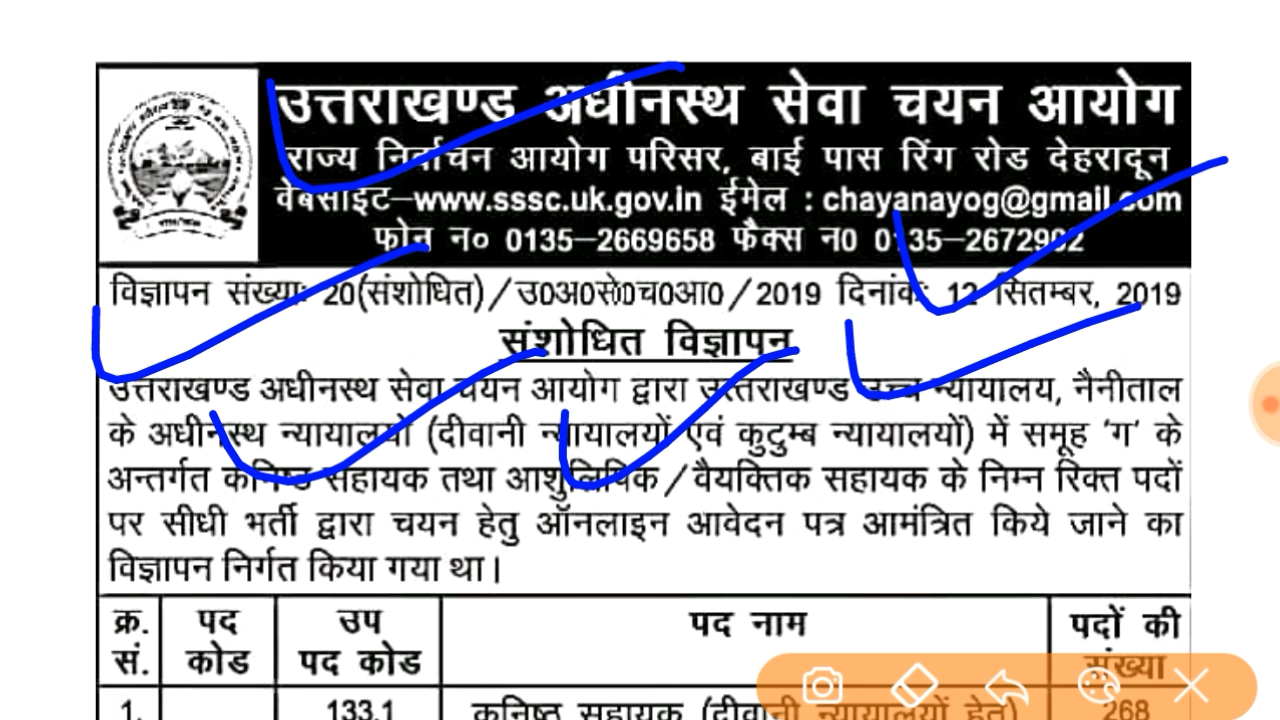 उत्तराखण्ड अधीनस्थ सेवा चयन आयोग
राज्य निर्वाचन आयोग परिसर, बाई पास रिंग रोड देहरादून
वेबसाइट–www.sssc.uk.gov.in ईमेल : chayanayog@gmail.com
फोन न० 0135–2669658 फैक्स न0 0135–2672902
विज्ञापन संख्याः 20(संशोधित)/उ0अ0से0च0आ0/2019 दिनांकः 12 सितम्बर, 2019
संशोधित विज्ञापन
उत्तराखण्ड अधीनस्थ सेवा चयन आयोग द्वारा उत्तराखण्ड उच्च न्यायालय, नैनीताल
के अधीनस्थ न्यायालयों (दीवानी न्यायालयों एवं कुटुम्ब न्यायालयों) में समूह 'ग' के
अन्तर्गत कनिष्ठ सहायक तथा आशुलिपिक/वैयक्तिक सहायक के निम्न रिक्त पदों
पर सीधी भर्ती द्वारा चयन हेतु ऑनलाइन आवेदन पत्र आमंत्रित किये जाने का
विज्ञापन निर्गत किया गया था।
क्र. सं. पद कोड उप पद कोड पद नाम पदों की संख्या
1. 133.1 कनिष्ठ सहायक (दीवानी न्यायालयों हेतु) 268